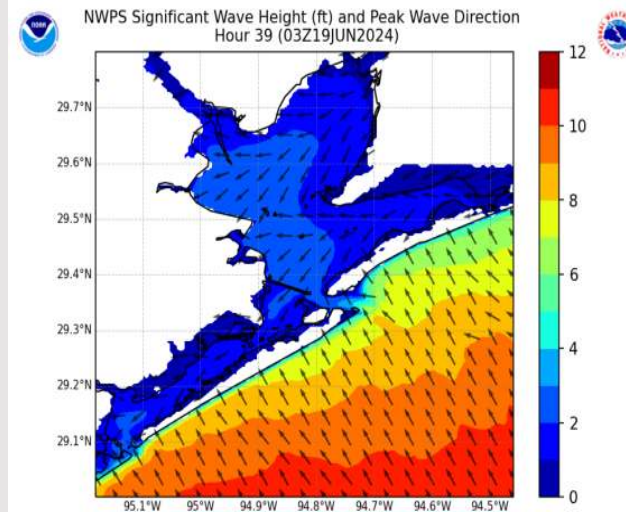 NWPS Significant Wave Height (ft) and Peak Wave Direction
Hour 39 (03Z19JUN2024)
noaa
29.7°N
29.6°N
29.5°N
29.4°N
29.3°N
29.2°N
29.1°N
95.1°W 95°W 94.9°W 94.8°W 94.7°W 94.6°W 94.5°W
12
10
8
6
4
2
0